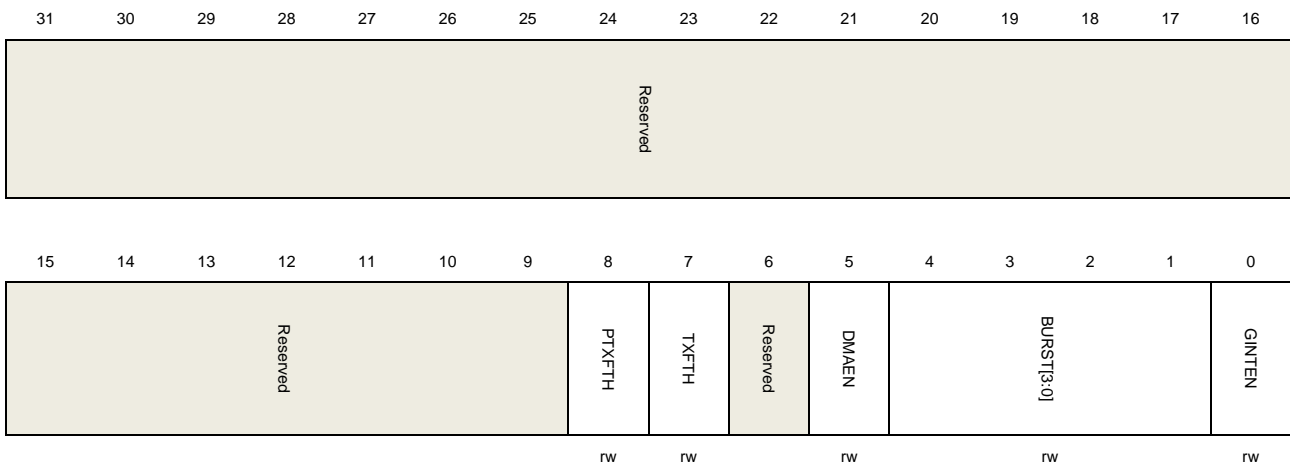 31 30 29 28 27 26 25 24 23 22 21 20 19 18 17 16
Reserved
15 14 13 12 11 10 9 8 7 6 5 4 3 2 1 0
Reserved PTXFTH TXFTH Reserved DMAEN BURST[3:0] GINTEN
rw rw rw rw rw